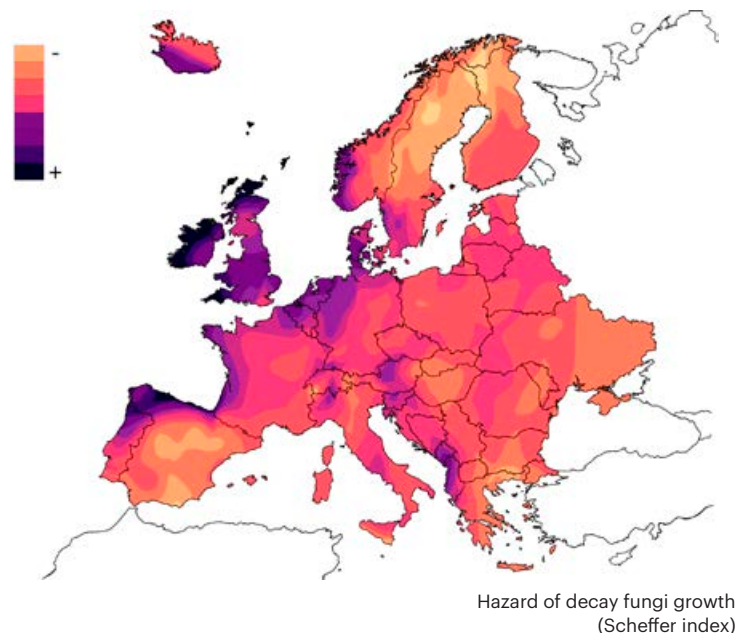 -
+
Hazard of decay fungi growth
(Scheffer index)